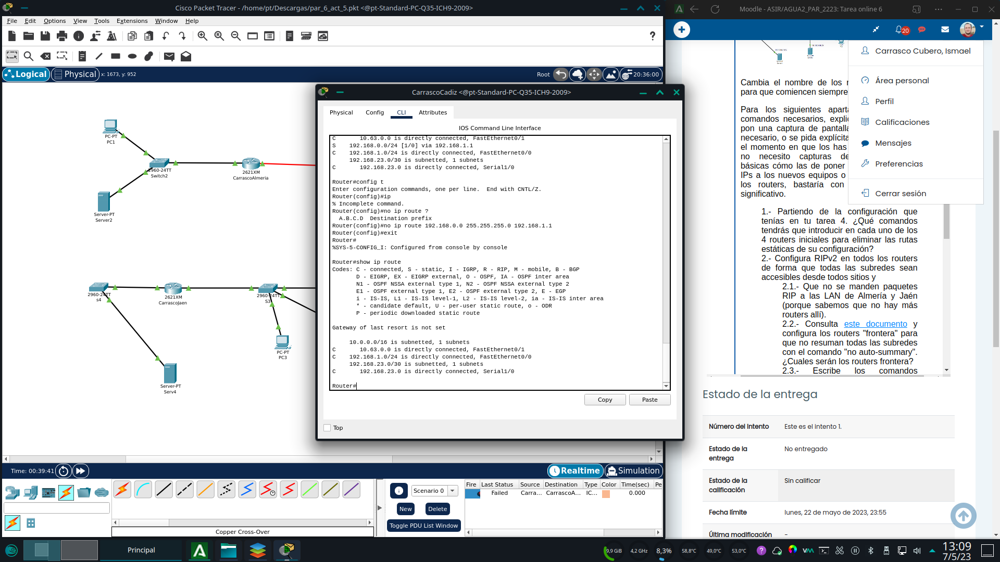 Cisco Packet Tracer - /home/pt/Descargas/par_6_act_5.pkt <@pt-Standard-PC-Q35-ICH9-2009>
File Edit Options View Tools Extensions Window Help
?
Logical Physical x: 1673, y: 952
Root 20:36:00
PC-PT
PC1
2960-24TT
Switch2
2621XM
CarrascoAlmeria
Server-PT
Server2
2960-24TT
s4
2621XM
CarrascoJaen
2960-24TT
S3
PC-PT
PC3
Server-PT
Serv4
CarrascoCadiz <@pt-Standard-PC-Q35-ICH9-2009>
Physical Config CLI Attributes
IOS Command Line Interface
C 10.63.0.0 is directly connected, FastEthernet0/1
S 192.168.0.0/24 [1/0] via 192.168.1.1
C 192.168.1.0/24 is directly connected, FastEthernet0/0
192.168.23.0/30 is subnetted, 1 subnets
C 192.168.23.0 is directly connected, Serial1/0
Router#config t
Enter configuration commands, one per line. End with CNTL/Z.
Router(config)#ip
% Incomplete command.
Router(config)#no ip route ?
A.B.C.D Destination prefix
Router(config)#no ip route 192.168.0.0 255.255.255.0 192.168.1.1
Router(config)#exit
Router#
%SYS-5-CONFIG_I: Configured from console by console
Router#show ip route
Codes: C - connected, S - static, I - IGRP, R - RIP, M - mobile, B - BGP
D - EIGRP, EX - EIGRP external, O - OSPF, IA - OSPF inter area
N1 - OSPF NSSA external type 1, N2 - OSPF NSSA external type 2
E1 - OSPF external type 1, E2 - OSPF external type 2, E - EGP
i - IS-IS, L1 - IS-IS level-1, L2 - IS-IS level-2, ia - IS-IS inter area
* - candidate default, U - per-user static route, o - ODR
P - periodic downloaded static route
Gateway of last resort is not set
10.0.0.0/16 is subnetted, 1 subnets
C 10.63.0.0 is directly connected, FastEthernet0/1
C 192.168.1.0/24 is directly connected, FastEthernet0/0
192.168.23.0/30 is subnetted, 1 subnets
C 192.168.23.0 is directly connected, Serial1/0
Router#
Copy Paste
Top
Time: 00:39:41
Realtime Simulation
Scenario 0
New Delete
Toggle PDU List Window
Copper Cross-Over
Fire Last Status Source Destination Type Color Time(sec) Pe
Failed Carra... CarrascoA... IC... 0.000
Moodle - ASIR/AGUA2_PAR_2223: Tarea online 6
20
Carrasco Cubero, Ismael
Área personal
Perfil
Calificaciones
Mensajes
Preferencias
Cerrar sesión
Cambia el nombre de los
para que comiencen siempre
Para los siguientes
comandos necesarios,
pon una captura de
necesario, o se pida
el momento en que los has
no necesito capturas
básicas cómo las de poner
IPs a los nuevos equipos o
los routers, bastaría con
significativo.
1.- Partiendo de la configuración que
tenías en tu tarea 4. ¿Qué comandos
tendrás que introducir en cada uno de los
4 routers iniciales para eliminar las rutas
estáticas de su configuración?
2.- Configura RIPv2 en todos los routers
de forma que todas las subredes sean
accesibles desde todos sitios y
2.1.- Que no se manden paquetes
RIP a las LAN de Almería y Jaén
(porque sabemos que no hay más
routers allí).
2.2.- Consulta este documento y
configura los routers "frontera" para
que no resuman todas las subredes
con el comando "no auto-summary".
¿Cuales serán los routers frontera?
2.3.- Escribe los comandos
Estado de la entrega
Número del intento Este es el intento 1.
Estado de la entrega No entregado
Estado de la calificación Sin calificar
Fecha límite lunes, 22 de mayo de 2023, 23:55
Última modificación -
Principal
9,9 GiB 4,2 GHz 8,3% 58,8°C 49,0°C 53,0°C
13:09
7/5/23